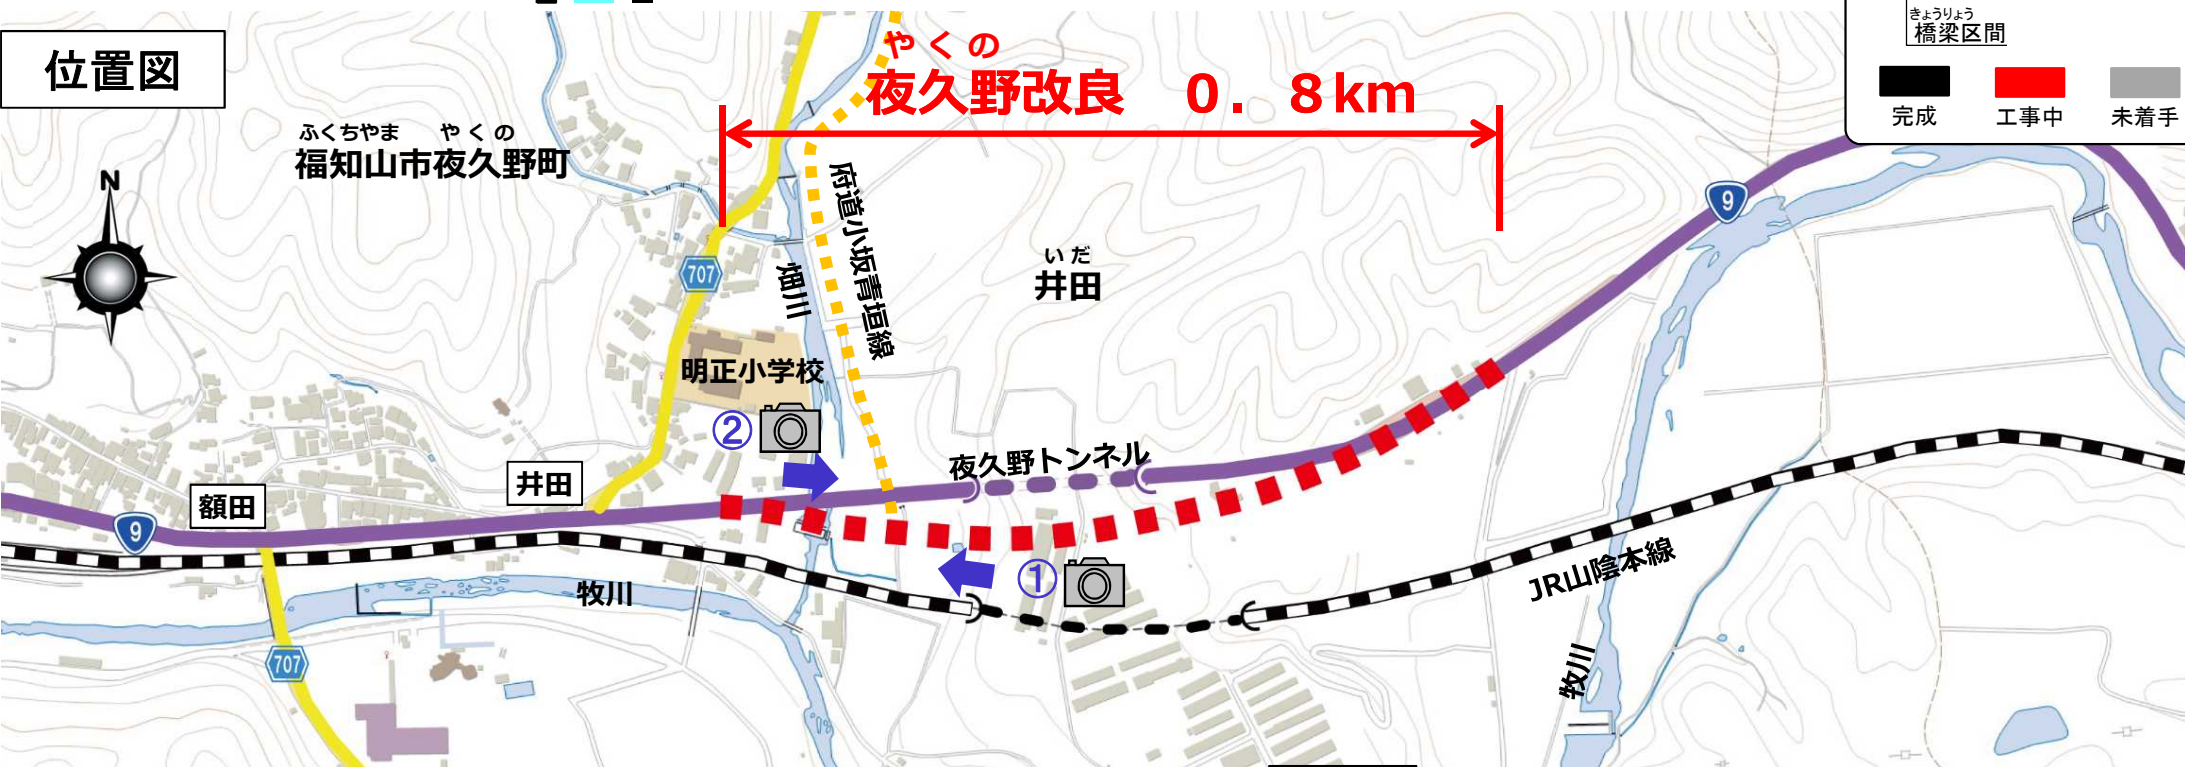 位置図
きょうりょう
橋梁区間
完成
工事中
未着手
やくの
夜久野改良 0.8km
ふくちやま やくの
福知山市夜久野町
N
府道小坂青垣線
9
707
畑川
いだ
井田
明正小学校
②
夜久野トンネル
井田
額田
9
①
JR山陰本線
牧川
707
牧川